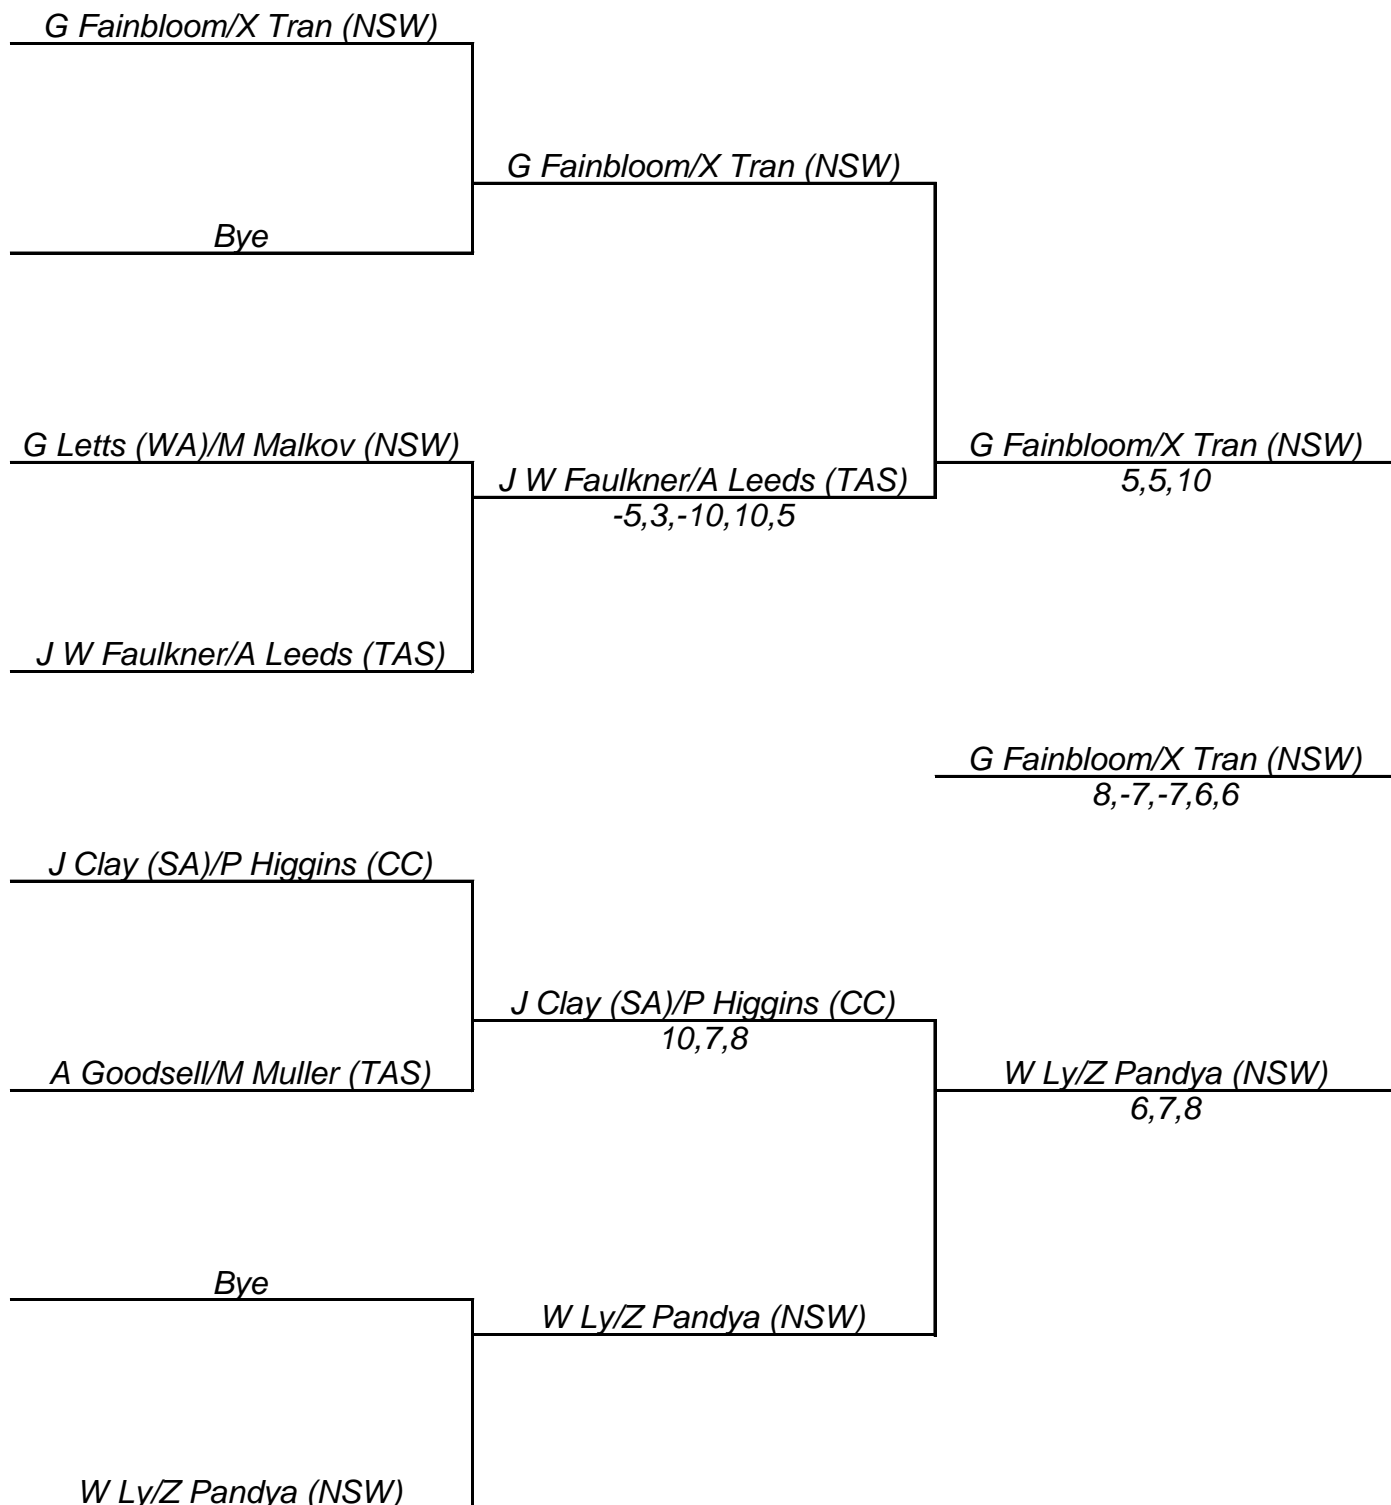 G Fainbloom/X Tran (NSW)
G Fainbloom/X Tran (NSW)
Bye
G Letts (WA)/M Malkov (NSW)
G Fainbloom/X Tran (NSW)
J W Faulkner/A Leeds (TAS)
5,5,10
-5,3,-10,10,5
J W Faulkner/A Leeds (TAS)
G Fainbloom/X Tran (NSW)
8,-7,-7,6,6
J Clay (SA)/P Higgins (CC)
J Clay (SA)/P Higgins (CC)
10,7,8
A Goodsell/M Muller (TAS)
W Ly/Z Pandya (NSW)
6,7,8
Bye
W Ly/Z Pandya (NSW)
W Ly/Z Pandya (NSW)